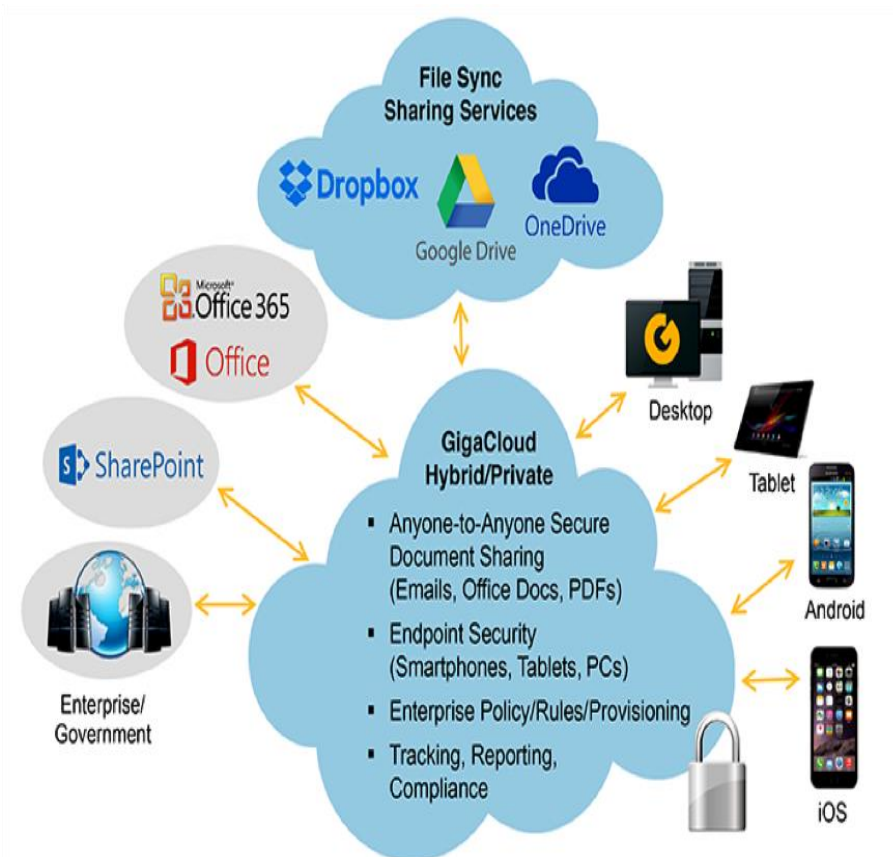 File Sync
Sharing Services
Dropbox
Google Drive
OneDrive
Microsoft®
Office 365
Office
SharePoint
S
Enterprise/
Government
GigaCloud
Hybrid/Private
▪ Anyone-to-Anyone Secure
Document Sharing
(Emails, Office Docs, PDFs)
▪ Endpoint Security
(Smartphones, Tablets, PCs)
▪ Enterprise Policy/Rules/Provisioning
▪ Tracking, Reporting,
Compliance
Desktop
Tablet
Android
iOS